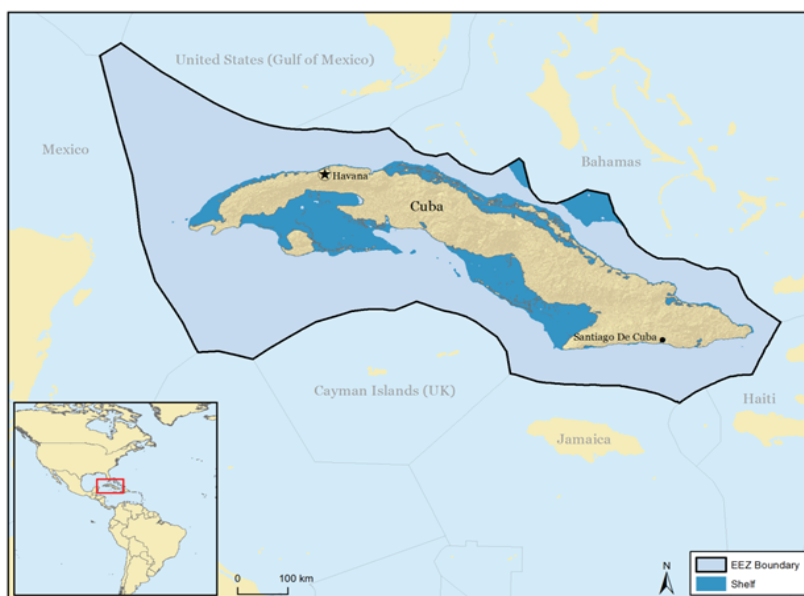 United States (Gulf of Mexico)
Mexico
Bahamas
Havana
Cuba
Santiago De Cuba
Cayman Islands (UK)
Haiti
Jamaica
N
0 100 km
EEZ Boundary
Shelf